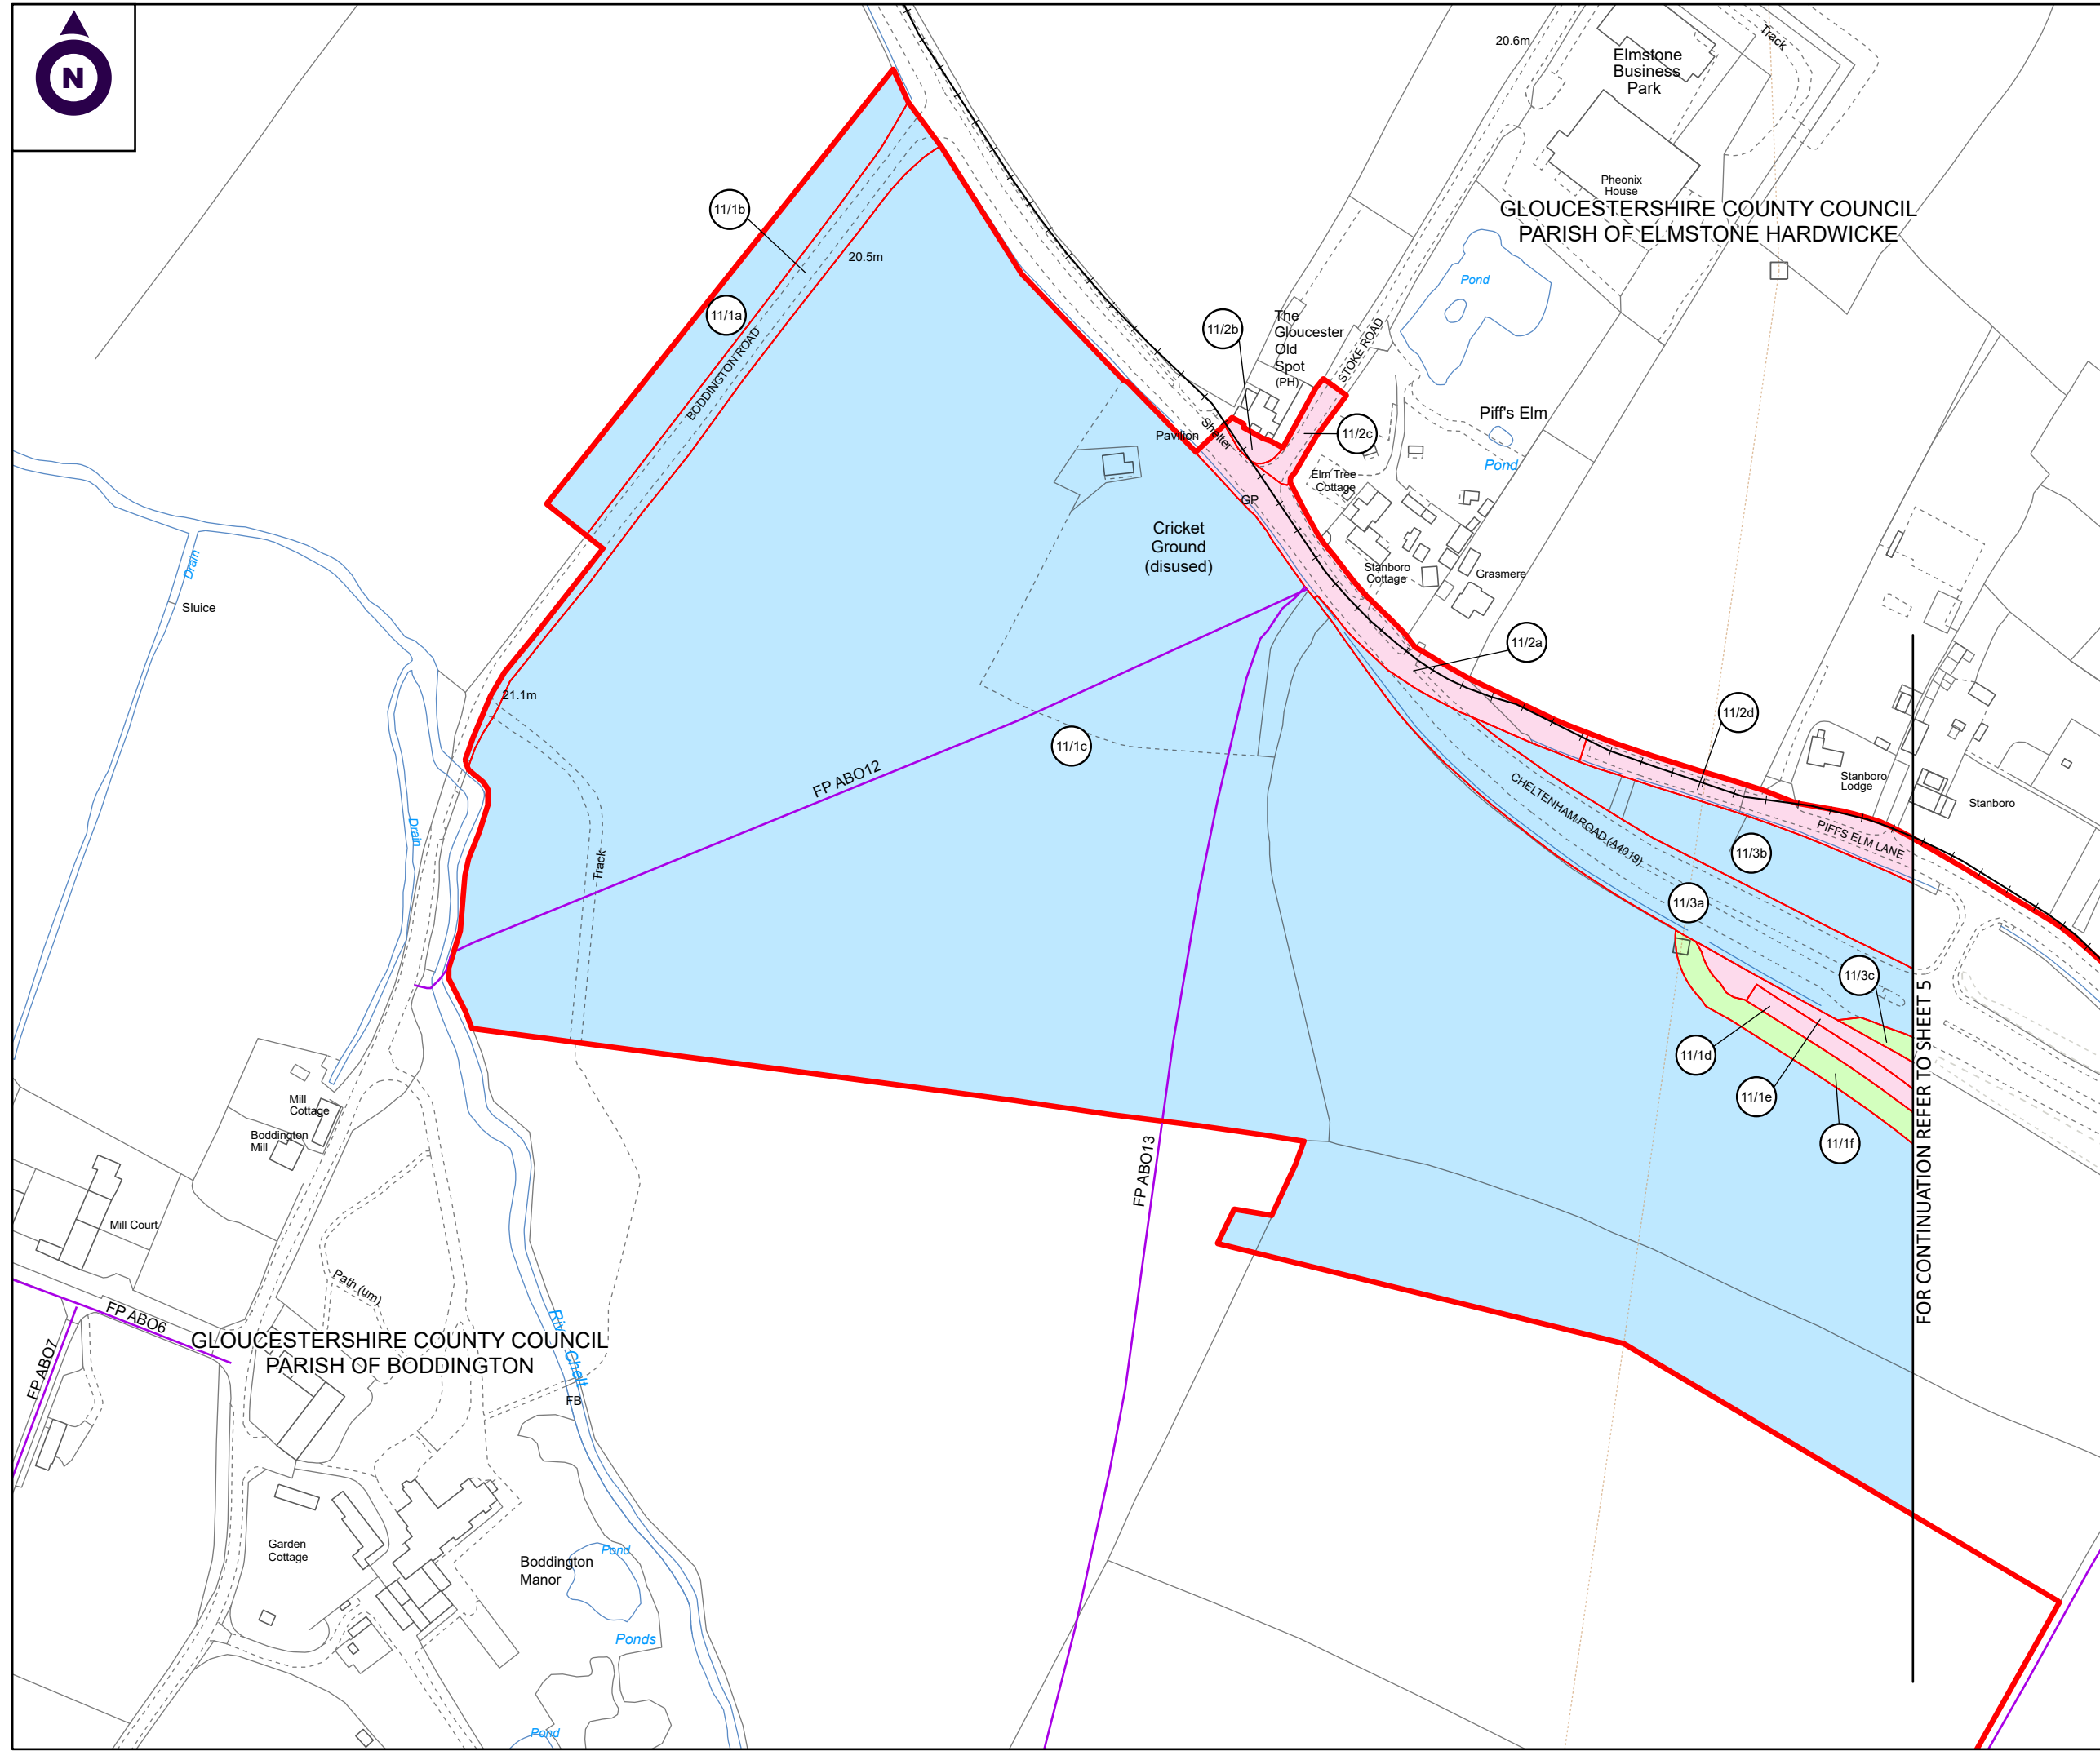 N
20.6m
Track
Elmstone
Business
Park
Pheonix
House
GLOUCESTERSHIRE COUNTY COUNCIL
PARISH OF ELMSTONE HARDWICKE
11/1b
20.5m
11/1a
BODDINGTON ROAD
Pond
11/2b
The
Gloucester
Old
Spot
(PH)
STOKE ROAD
Piff's Elm
Pond
Pavilion
Shelter
11/2c
Elm Tree
Cottage
GP
Cricket
Ground
(disused)
Stanboro
Cottage
Grasmere
Drain
Sluice
11/2a
21.1m
11/2d
11/1c
FP ABO12
Stanboro
Lodge
Stanboro
CHELTENHAM ROAD (A4019)
PIFFS ELM LANE
11/3b
Drain
Track
11/3a
11/3c
11/1d
11/1e
11/1f
FOR CONTINUATION REFER TO SHEET 5
Mill
Cottage
Boddington
Mill
Mill Court
FP ABO13
Path (um)
FP ABO6
FP ABO7
GLOUCESTERSHIRE COUNTY COUNCIL
PARISH OF BODDINGTON
River Chelt
FB
Garden
Cottage
Boddington
Manor
Pond
Ponds
Pond